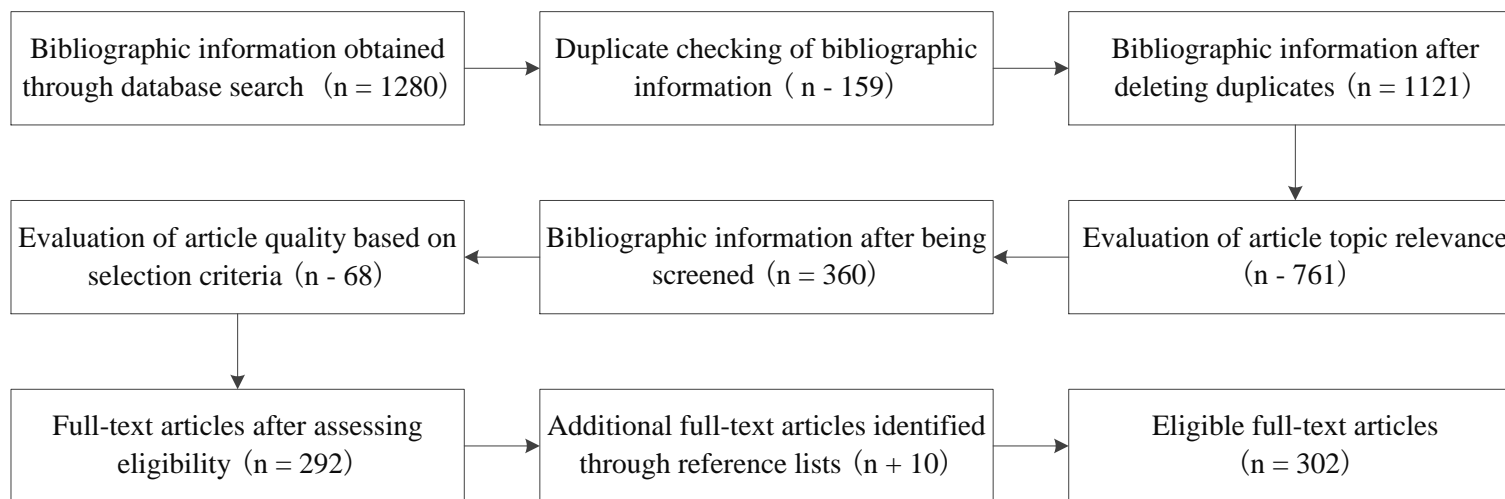 Bibliographic information obtained
through database search (n = 1280)
Duplicate checking of bibliographic
information ( n - 159)
Bibliographic information after
deleting duplicates (n = 1121)
Evaluation of article quality based on
selection criteria (n - 68)
Bibliographic information after being
screened (n = 360)
Evaluation of article topic relevance
(n - 761)
Full-text articles after assessing
eligibility (n = 292)
Additional full-text articles identified
through reference lists (n + 10)
Eligible full-text articles
(n = 302)